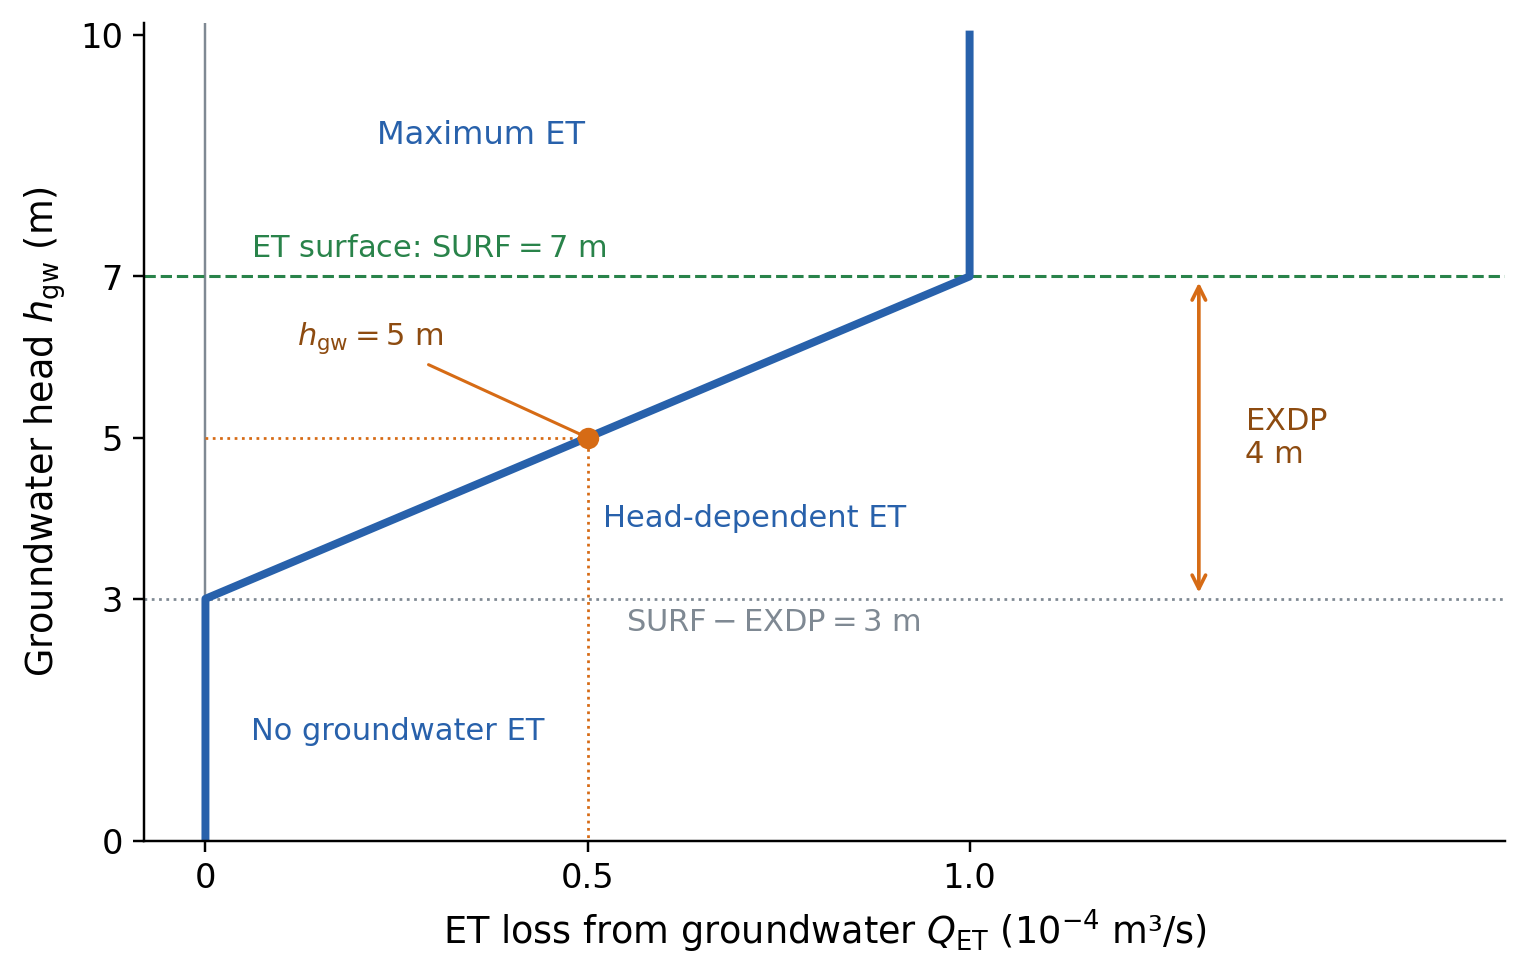 10
Maximum ET
ET surface: SURF = 7 m
7
h_gw = 5 m
EXDP
4 m
5
Head-dependent ET
3
SURF − EXDP = 3 m
No groundwater ET
0
0 0.5 1.0
Groundwater head h_gw (m)
ET loss from groundwater Q_ET (10⁻⁴ m³/s)